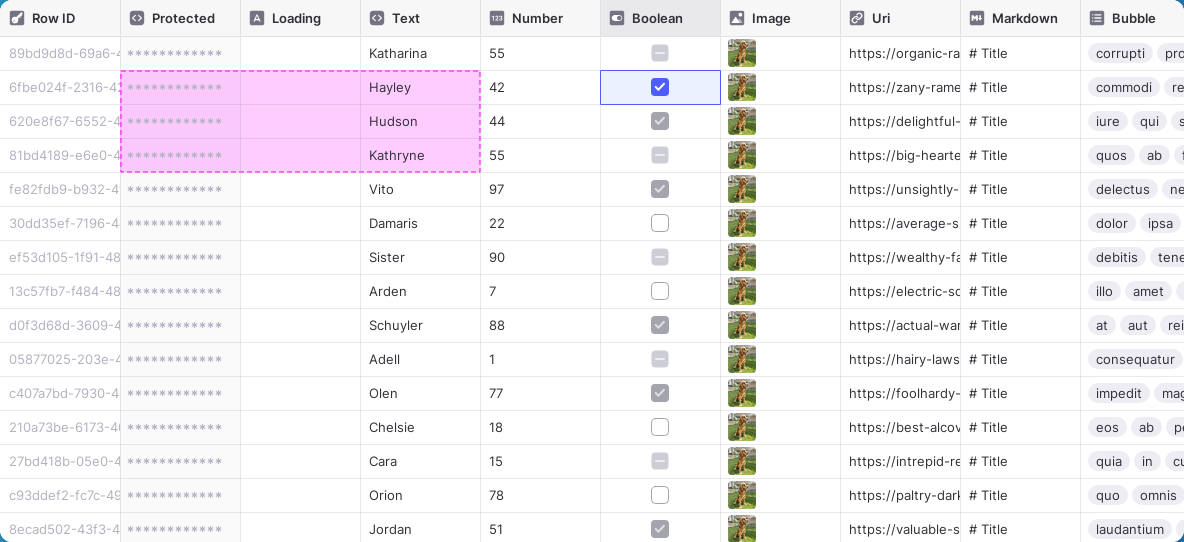 Row ID Protected Loading Text Number Boolean Image Uri Markdown Bubble
89bd9d8d-69a6-4 ************ Katharina 55 https://organic-ra # Title corrupti pro
6fbe024f-2316-42 ************ Hayley 42 https://zany-rame # Title commodi re
620e8f67-6552-4 ************ Hudson 44 https://delightful- # Title iure qui s
81bd4189-e6e0-4 ************ Kathryne 55 https://big-hearte # Title quos ab f
fe82fdb9-b932-4 ************ Vito 97 https://unsightly- # Title delectus ne
30dd35ef-7196-4 ************ Damaris 22 https://average-s # Title dolor ipsa
ef53d105-1f91-48 ************ Sister 90 https://wealthy-fa # Title debitis tene
13c57fb7-f484-48 ************ Arden 7 https://electric-sc # Title illo amet
d0f3d68d-3609-4 ************ Schuyler 88 https://actual-war # Title at aut rei
05877025-203e-4 ************ Adell 1 https://hairy-laws # Title consequatur
c407a7bd-7930-4 ************ Olen 77 https://foolhardy- # Title impedit mag
210a73be-6173-40 ************ Chelsie 18 https://best-alcov # Title eos ab pe
27bd418b-05e0-4 ************ Cara 15 https://intrepid-re # Title quia in cu
c93ddef2-fc7c-49 ************ Orion 78 https://paltry-dark # Title quo omnis
8ecad502-43f3-4 ************ Jordan 51 https://valuable-s # Title laudantium